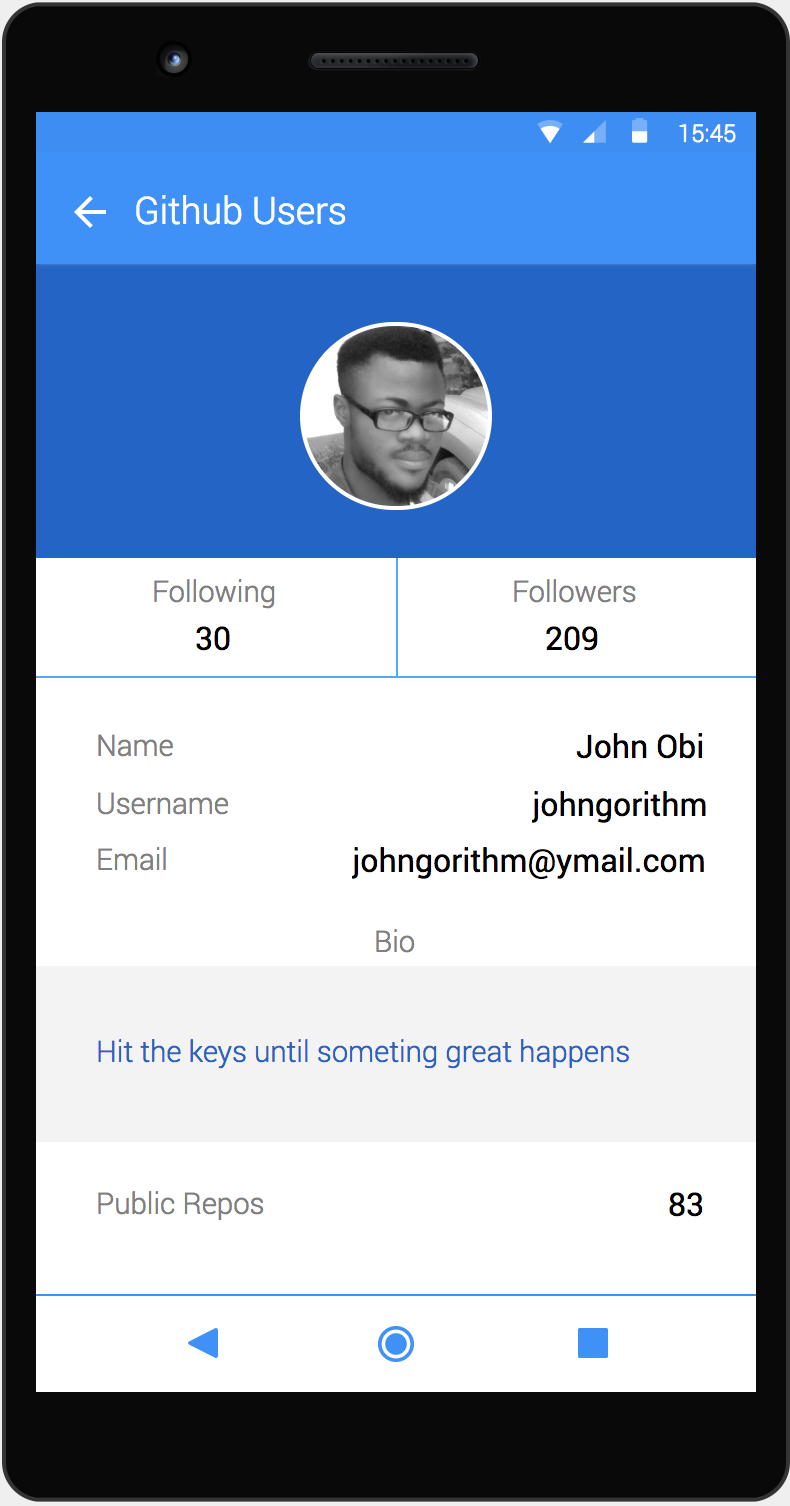 15:45
Github Users
Following
Followers
30
209
Name
John Obi
Username
johngorithm
Email
johngorithm@ymail.com
Bio
Hit the keys until someting great happens
Public Repos
83